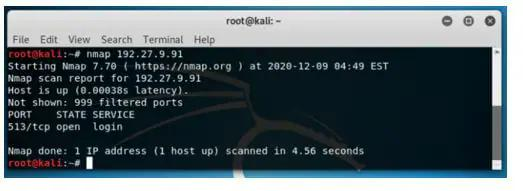 root@kali: ~
File Edit View Search Terminal Help
root@kali:~# nmap 192.27.9.91
Starting Nmap 7.70 ( https://nmap.org ) at 2020-12-09 04:49 EST
Nmap scan report for 192.27.9.91
Host is up (0.00038s latency).
Not shown: 999 filtered ports
PORT    STATE SERVICE
513/tcp open  login
Nmap done: 1 IP address (1 host up) scanned in 4.56 seconds
root@kali:~#